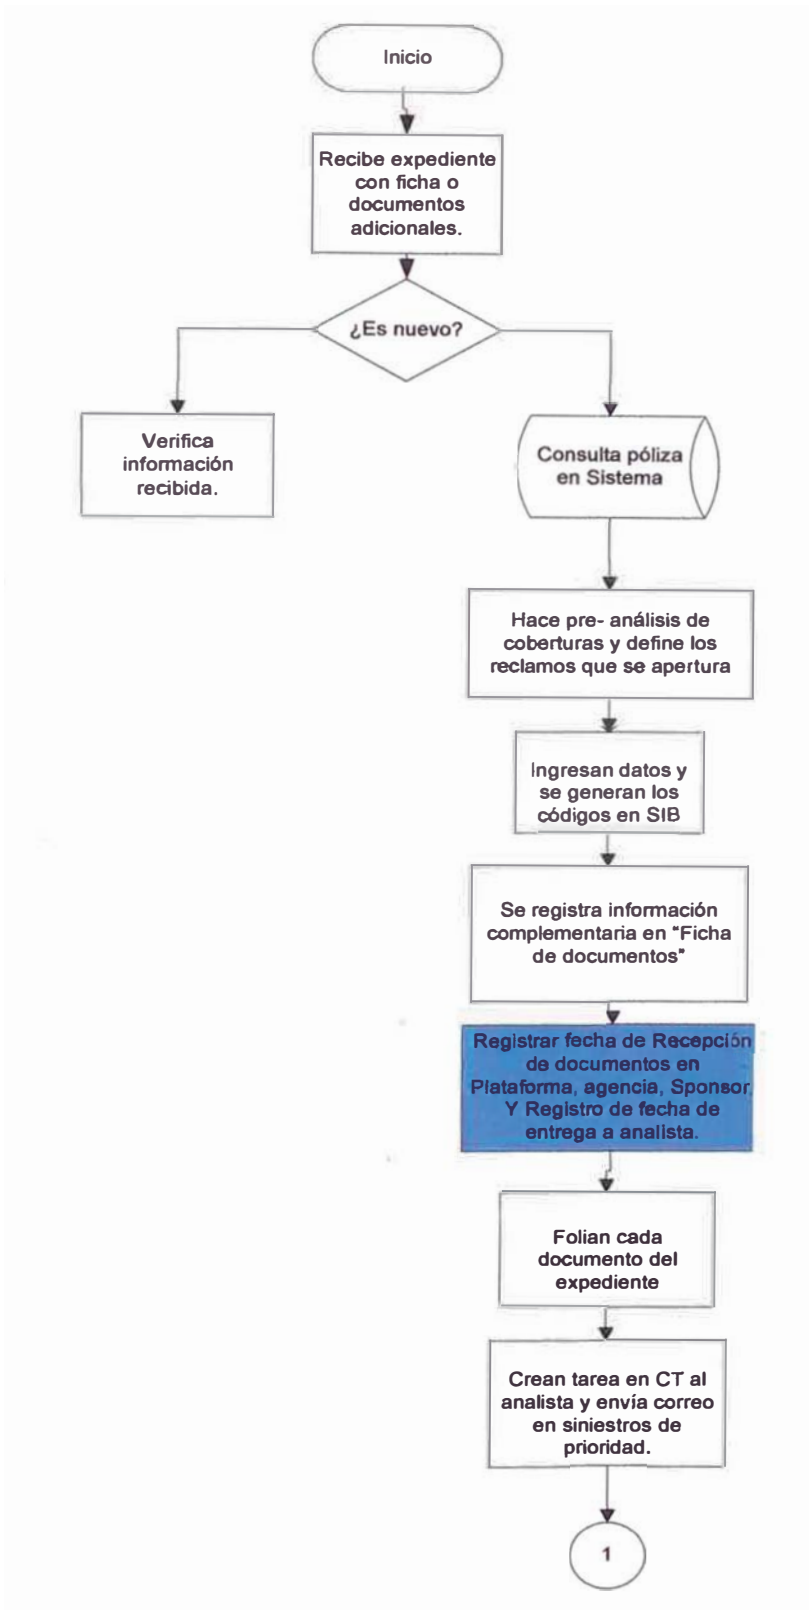 Inicio
Recibe expediente
con ficha o
documentos
adicionales.
¿Es nuevo?
Verifica
información
recibida.
Consulta póliza
en Sistema
Hace pre- análisis de
coberturas y define los
reclamos que se apertura
Ingresan datos y
se generan los
códigos en SIB
Se registra información
complementaria en "Ficha
de documentos"
Registrar fecha de Recepción
de documentos en
Plataforma, agencia, Sponsor
Y Registro de fecha de
entrega a analista.
Folian cada
documento del
expediente
Crean tarea en CT al
analista y envía correo
en siniestros de
prioridad.
1